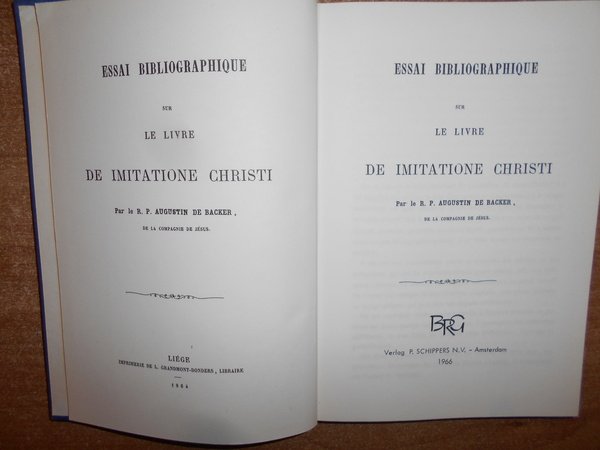 ESSAI BIBLIOGRAPHIQUE
SUR
LE LIVRE
DE IMITATIONE CHRISTI
Par le R. P. AUGUSTIN DE BACKER,
DE LA COMPAGNIE DE JÉSUS.
LIÉGE
IMPRIMERIE DE L. GRANDMONT-DONDERS, LIBRAIRE
1864
ESSAI BIBLIOGRAPHIQUE
SUR
LE LIVRE
DE IMITATIONE CHRISTI
Par le R. P. AUGUSTIN DE BACKER,
DE LA COMPAGNIE DE JÉSUS.
BRG
Verlag P. SCHIPPERS N.V. - Amsterdam
1966